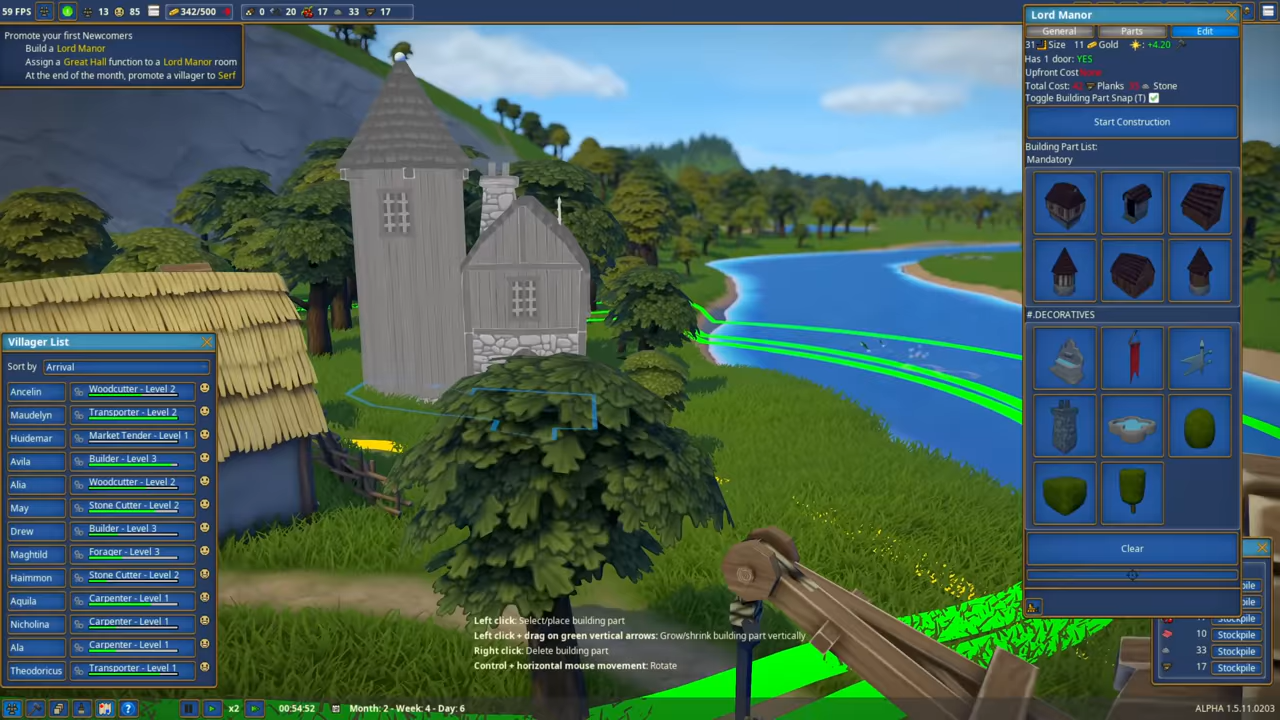 59 FPS
13
85
342/500
0
20
17
33
17
Promote your first Newcomers
Build a Lord Manor
Assign a Great Hall function to a Lord Manor room
At the end of the month, promote a villager to Serf
Villager List
Sort by
Arrival
Ancelin
Woodcutter - Level 2
Maudelyn
Transporter - Level 2
Huidemar
Market Tender - Level 1
Avila
Builder - Level 3
Alia
Woodcutter - Level 2
May
Stone Cutter - Level 2
Drew
Builder - Level 3
Maghtild
Forager - Level 3
Haimmon
Stone Cutter - Level 2
Aquila
Carpenter - Level 1
Nicholina
Carpenter - Level 1
Ala
Carpenter - Level 1
Theodoricus
Transporter - Level 1
Left click: Select/place building part
Left click + drag on green vertical arrows: Grow/shrink building part vertically
Right click: Delete building part
Control + horizontal mouse movement: Rotate
Lord Manor
General
Parts
Edit
31 Size 11 Gold : +4.20
Has 1 door: YES
Upfront Cost
Total Cost: Planks Stone
Toggle Building Part Snap (T)
Start Construction
Building Part List:
Mandatory
#.DECORATIVES
Clear
Stockpile
10
Stockpile
33
Stockpile
17
Stockpile
x2
00:54:52
Month: 2 - Week: 4 - Day: 6
ALPHA 1.5.11.0203